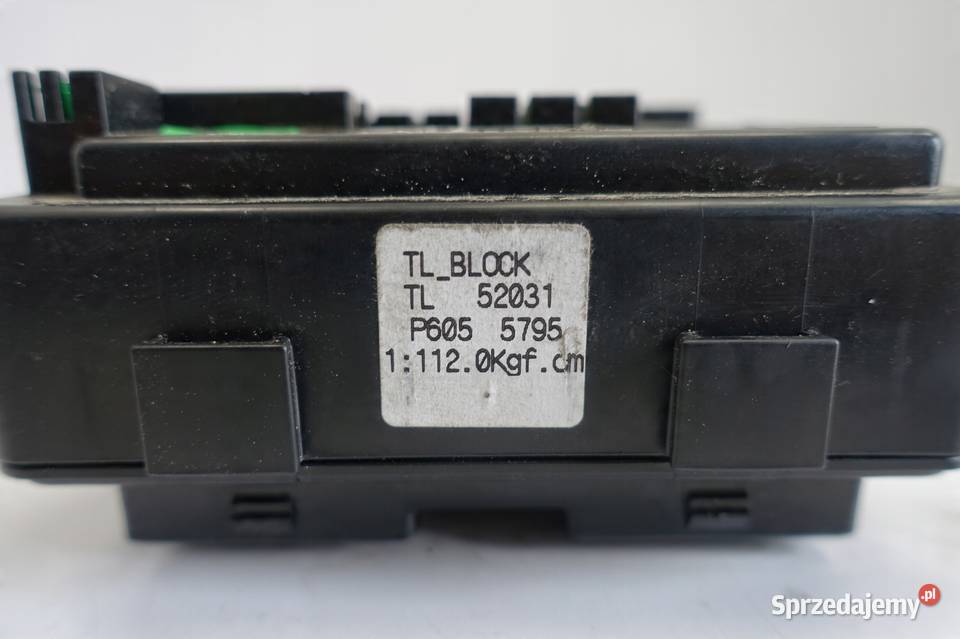 TL_BLOCK
TL 52031
P605 5795
1:112.0Kgf.cm
Sprzedajemy.pl